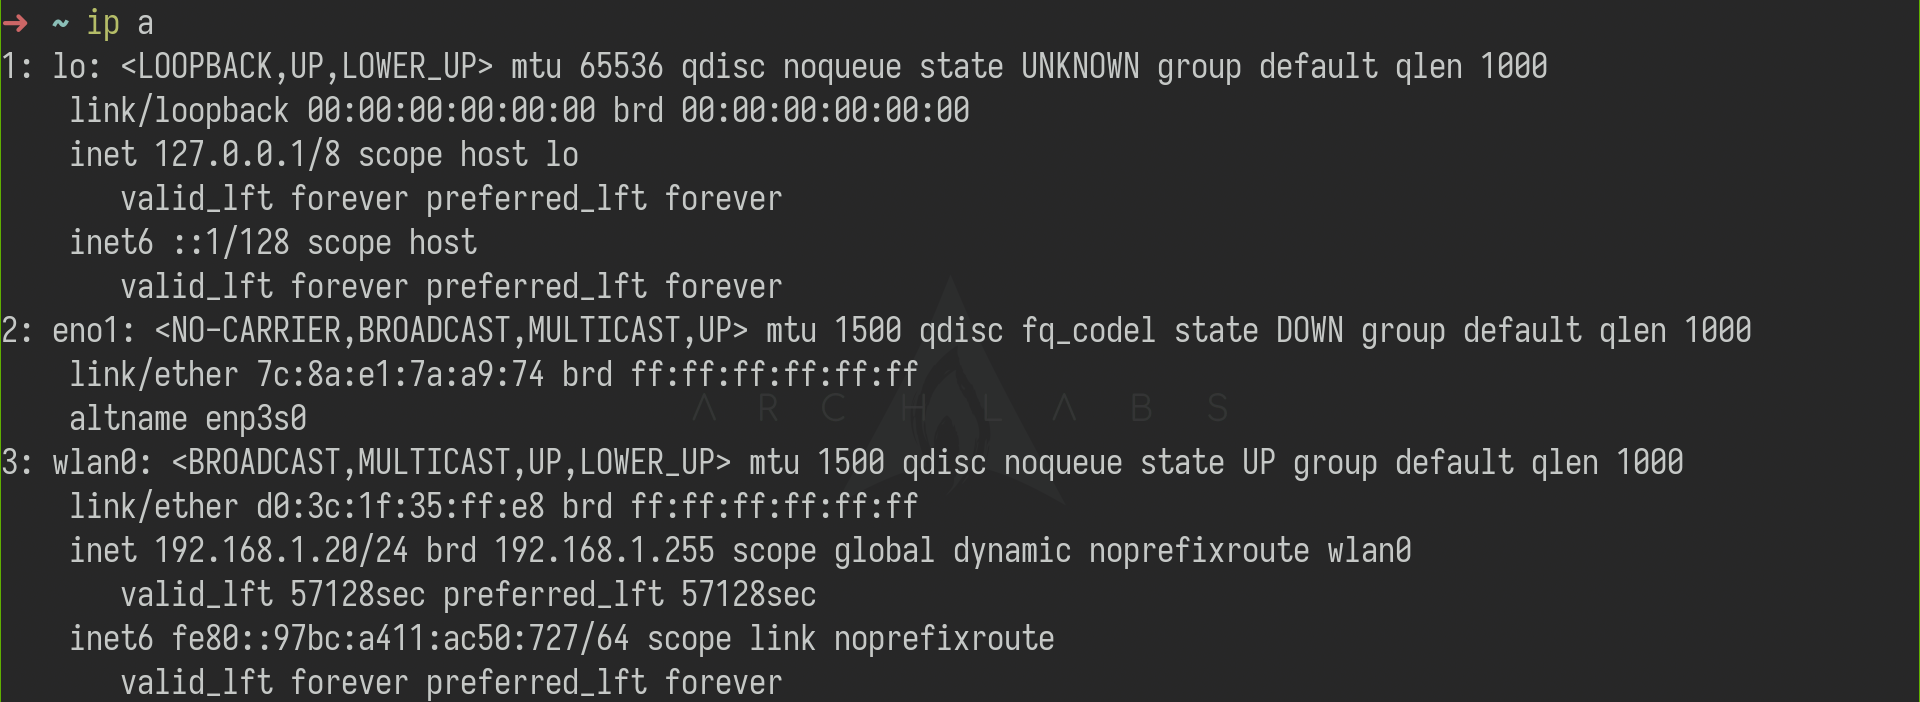 ➜ ~ ip a
1: lo: <LOOPBACK,UP,LOWER_UP> mtu 65536 qdisc noqueue state UNKNOWN group default qlen 1000
    link/loopback 00:00:00:00:00:00 brd 00:00:00:00:00:00
    inet 127.0.0.1/8 scope host lo
       valid_lft forever preferred_lft forever
    inet6 ::1/128 scope host
       valid_lft forever preferred_lft forever
2: eno1: <NO-CARRIER,BROADCAST,MULTICAST,UP> mtu 1500 qdisc fq_codel state DOWN group default qlen 1000
    link/ether 7c:8a:e1:7a:a9:74 brd ff:ff:ff:ff:ff:ff
ARCHLABS
    altname enp3s0
3: wlan0: <BROADCAST,MULTICAST,UP,LOWER_UP> mtu 1500 qdisc noqueue state UP group default qlen 1000
    link/ether d0:3c:1f:35:ff:e8 brd ff:ff:ff:ff:ff:ff
    inet 192.168.1.20/24 brd 192.168.1.255 scope global dynamic noprefixroute wlan0
       valid_lft 57128sec preferred_lft 57128sec
    inet6 fe80::97bc:a411:ac50:727/64 scope link noprefixroute
       valid_lft forever preferred_lft forever